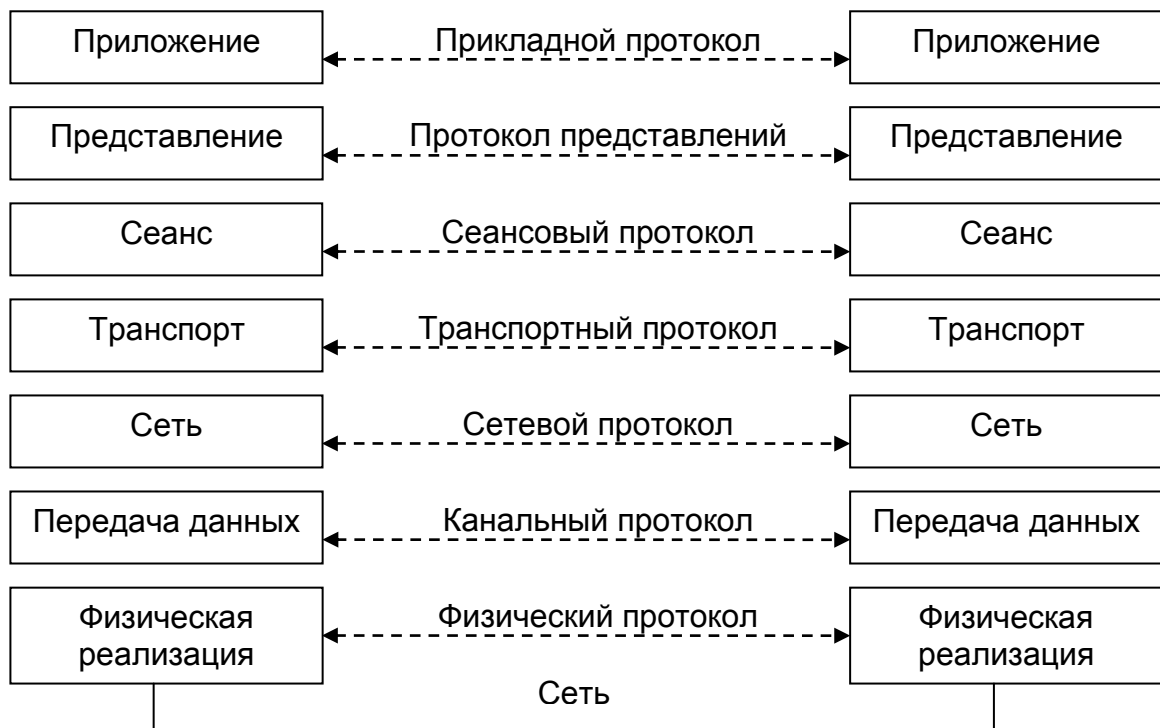 Приложение
Прикладной протокол
Приложение
Представление
Протокол представлений
Представление
Сеанс
Сеансовый протокол
Сеанс
Транспорт
Транспортный протокол
Транспорт
Сеть
Сетевой протокол
Сеть
Передача данных
Канальный протокол
Передача данных
Физическая
реализация
Физический протокол
Физическая
реализация
Сеть